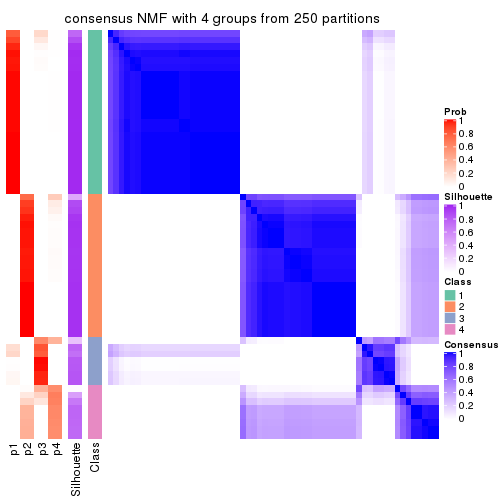 consensus NMF with 4 groups from 250 partitions
Prob
1
0.8
0.6
0.4
0.2
0
Silhouette
1
0.8
0.6
0.4
0.2
0
Class
1
2
3
4
Consensus
1
0.8
0.6
0.4
0.2
0
p1
p2
p3
p4
Silhouette
Class